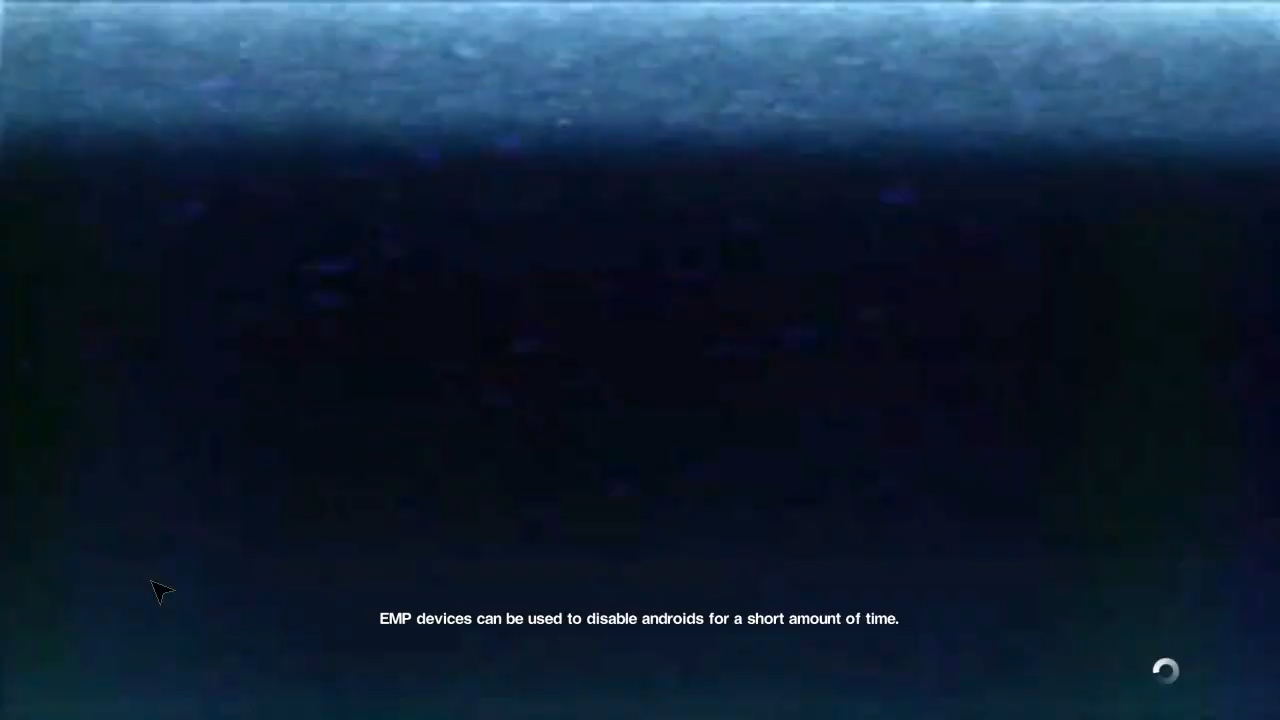 EMP devices can be used to disable androids for a short amount of time.